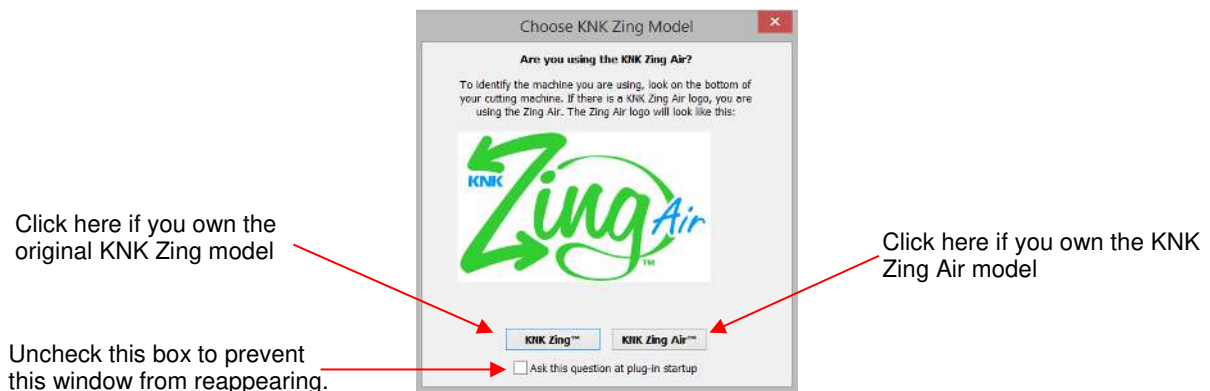 Choose KNK Zing Model
Are you using the KNK Zing Air?
To identify the machine you are using, look on the bottom of
your cutting machine. If there is a KNK Zing Air logo, you are
using the Zing Air. The Zing Air logo will look like this:
KNK
Zing Air
TM
Click here if you own the
original KNK Zing model
Click here if you own the KNK
Zing Air model
KNK Zing™
KNK Zing Air™
Uncheck this box to prevent
this window from reappearing.
Ask this question at plug-in startup